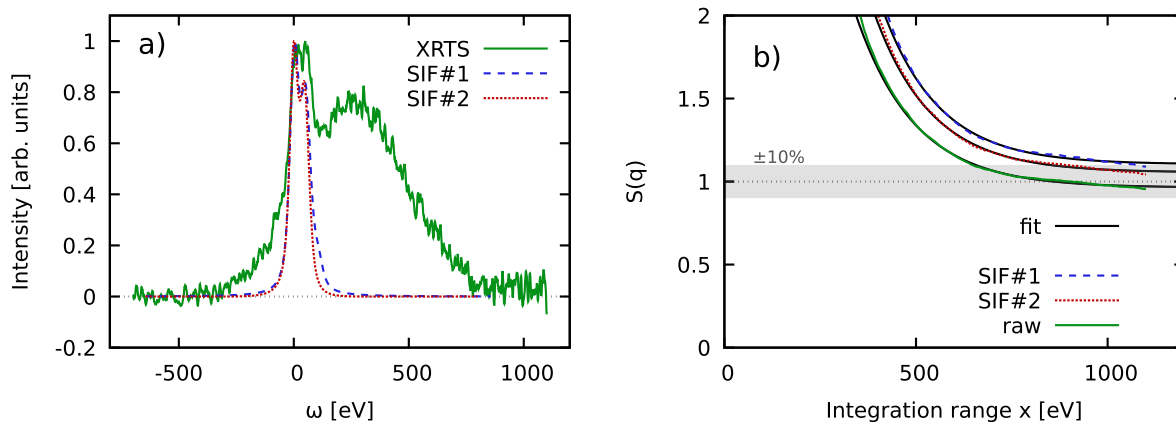 a)
XRTS
SIF#1
SIF#2
Intensity [arb. units]
1
0.8
0.6
0.4
0.2
0
-0.2
-500
0
500
1000
ω [eV]
b)
±10%
S(q)
2
1.5
1
0.5
0
fit
SIF#1
SIF#2
raw
0
500
1000
Integration range x [eV]